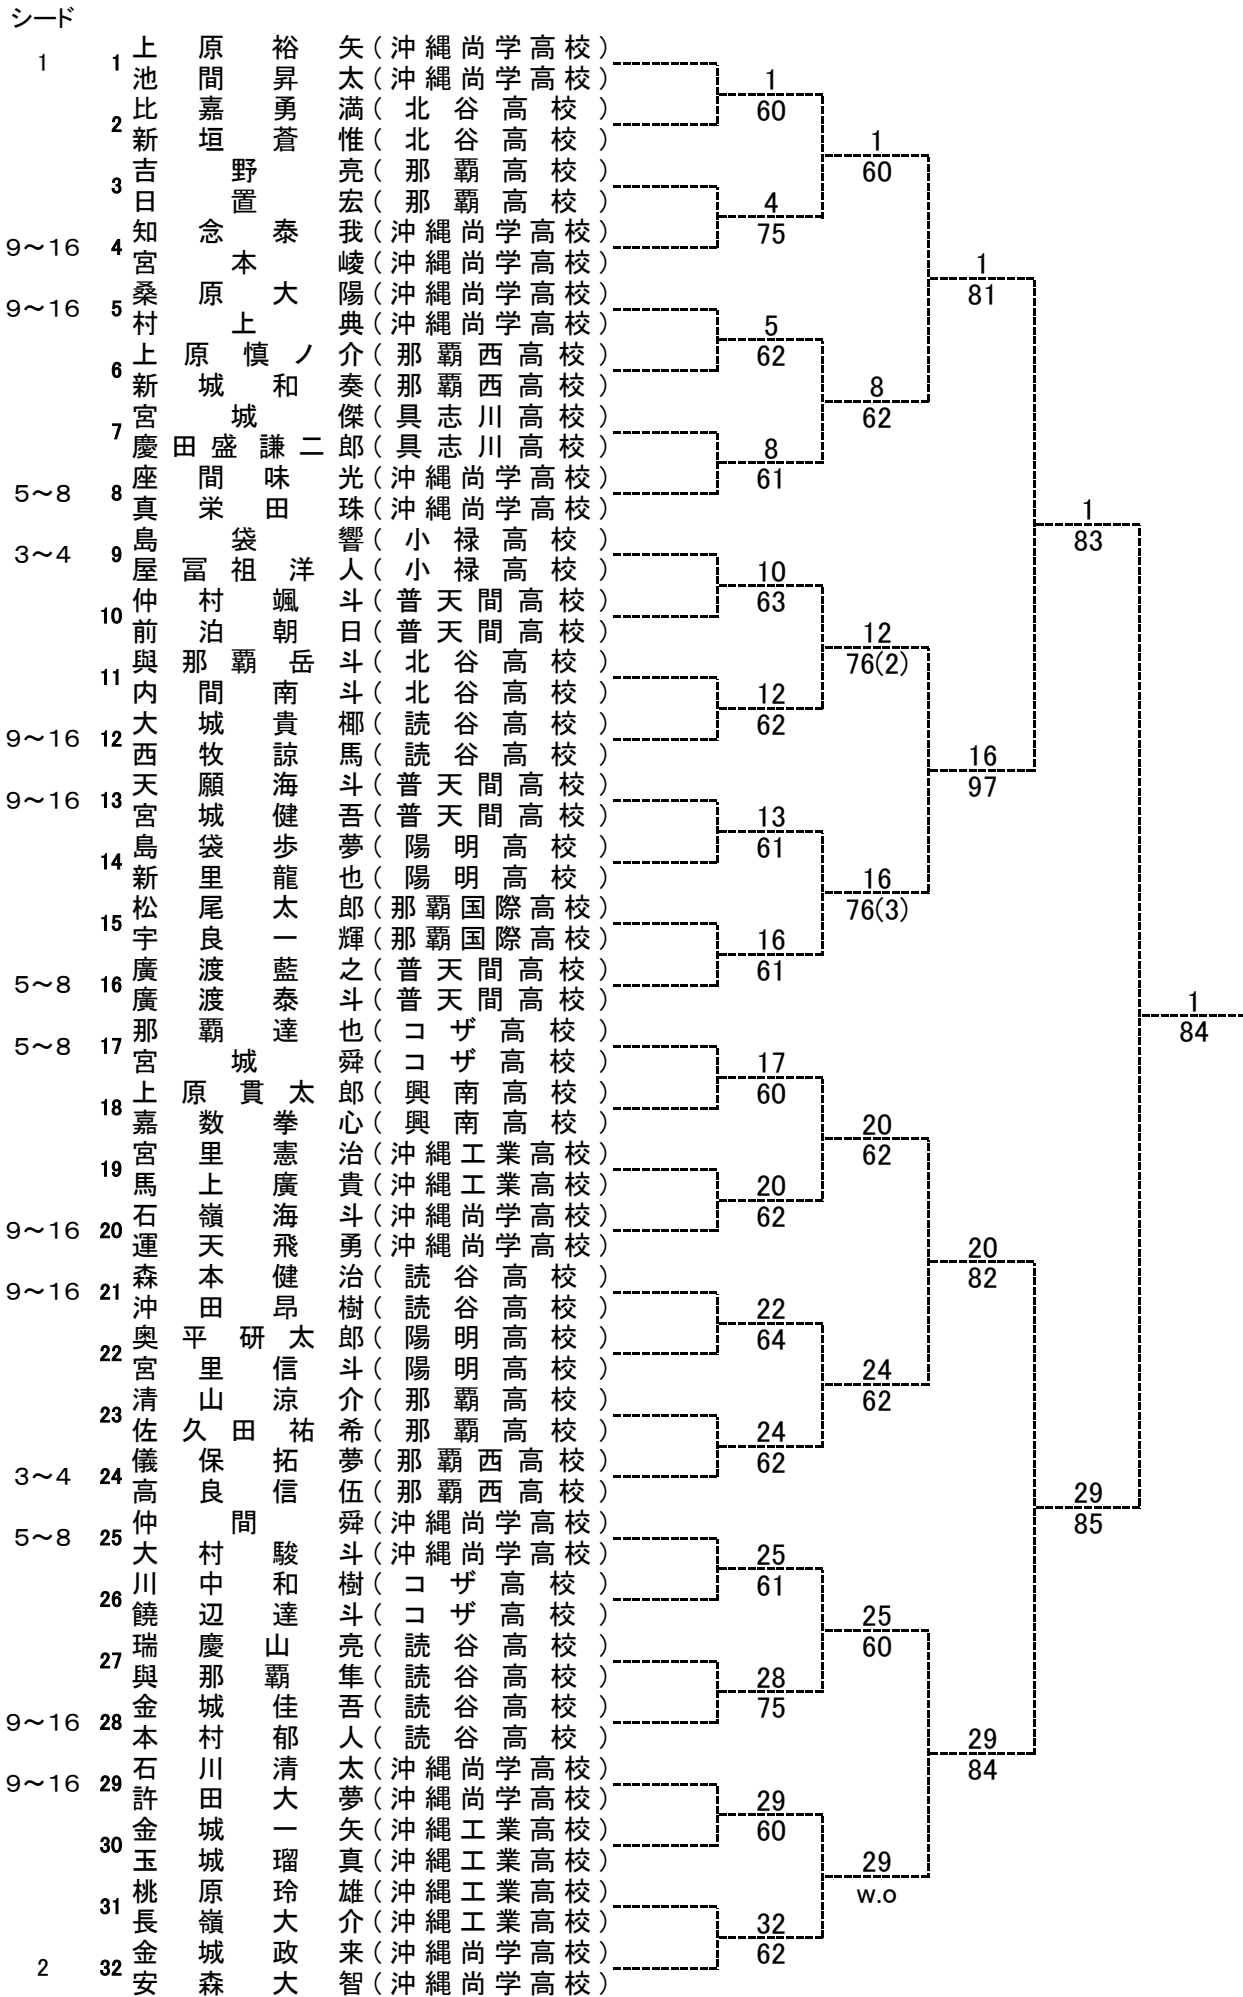 シード
上原裕矢(沖縄尚学高校)
1 1
池間昇太(沖縄尚学高校) 1
比嘉勇満(北谷高校) 60
2
新垣蒼惟(北谷高校) 1
吉野亮(那覇高校) 60
3
日置宏(那覇高校) 4
知念泰我(沖縄尚学高校) 75
9～16 4
宮本崚(沖縄尚学高校) 1
桑原大陽(沖縄尚学高校) 81
9～16 5
村上典(沖縄尚学高校) 5
上原慎ノ介(那覇西高校) 62
6
新城和奏(那覇西高校) 8
宮城傑(具志川高校) 62
7
慶田盛謙二郎(具志川高校) 8
座間味光(沖縄尚学高校) 61
5～8 8
真栄田珠(沖縄尚学高校) 1
島袋響(小禄高校) 83
3～4 9
屋冨祖洋人(小禄高校) 10
仲村颯斗(普天間高校) 63
10
前泊朝日(普天間高校) 12
與那覇岳斗(北谷高校) 76(2)
11
内間南斗(北谷高校) 12
大城貴椰(読谷高校) 62
9～16 12
西牧諒馬(読谷高校) 16
天願海斗(普天間高校) 97
9～16 13
宮城健吾(普天間高校) 13
島袋歩夢(陽明高校) 61
14
新里龍也(陽明高校) 16
松尾太郎(那覇国際高校) 76(3)
15
宇良一輝(那覇国際高校) 16
廣渡藍之(普天間高校) 61
5～8 16
廣渡泰斗(普天間高校) 1
那覇達也(コザ高校) 84
5～8 17
宮城舜(コザ高校) 17
上原貫太郎(興南高校) 60
18
嘉数拳心(興南高校) 20
宮里憲治(沖縄工業高校) 62
19
馬上廣貴(沖縄工業高校) 20
石嶺海斗(沖縄尚学高校) 62
9～16 20
運天飛勇(沖縄尚学高校) 20
森本健治(読谷高校) 82
9～16 21
沖田昂樹(読谷高校) 22
奥平研太郎(陽明高校) 64
22
宮里信斗(陽明高校) 24
清山涼介(那覇高校) 62
23
佐久田祐希(那覇高校) 24
儀保拓夢(那覇西高校) 62
3～4 24
高良信伍(那覇西高校) 29
仲間舜(沖縄尚学高校) 85
5～8 25
大村駿斗(沖縄尚学高校) 25
川中和樹(コザ高校) 61
26
饒辺達斗(コザ高校) 25
瑞慶山亮(読谷高校) 60
27
與那覇隼(読谷高校) 28
金城佳吾(読谷高校) 75
9～16 28
本村郁人(読谷高校) 29
石川清太(沖縄尚学高校) 84
9～16 29
許田大夢(沖縄尚学高校) 29
金城一矢(沖縄工業高校) 60
30
玉城瑠真(沖縄工業高校) 29
桃原玲雄(沖縄工業高校) w.o
31
長嶺大介(沖縄工業高校) 32
金城政来(沖縄尚学高校) 62
2 32
安森大智(沖縄尚学高校)